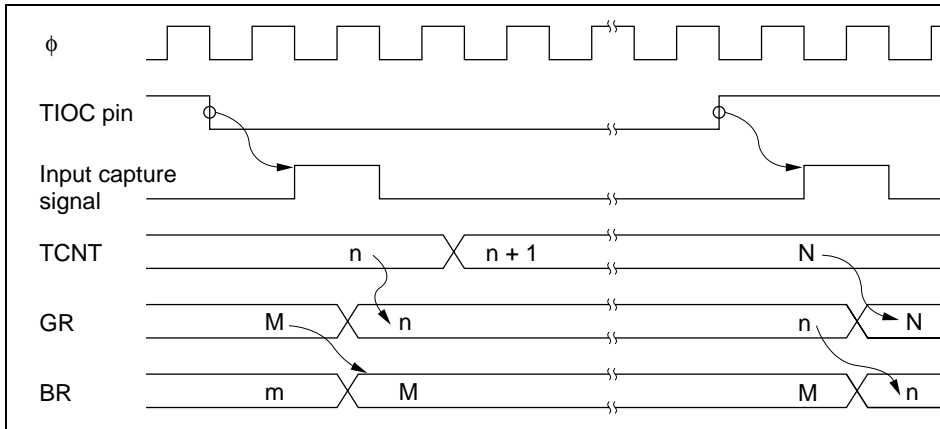 ϕ
TIOC pin
Input capture
signal
TCNT n n + 1 N
GR M n n N
BR m M M n